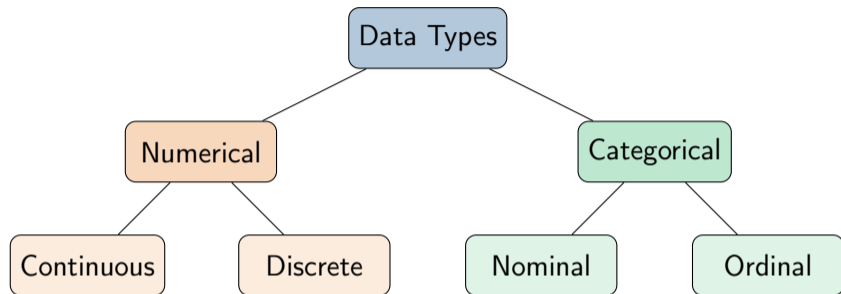 Data Types
Numerical
Categorical
Continuous
Discrete
Nominal
Ordinal